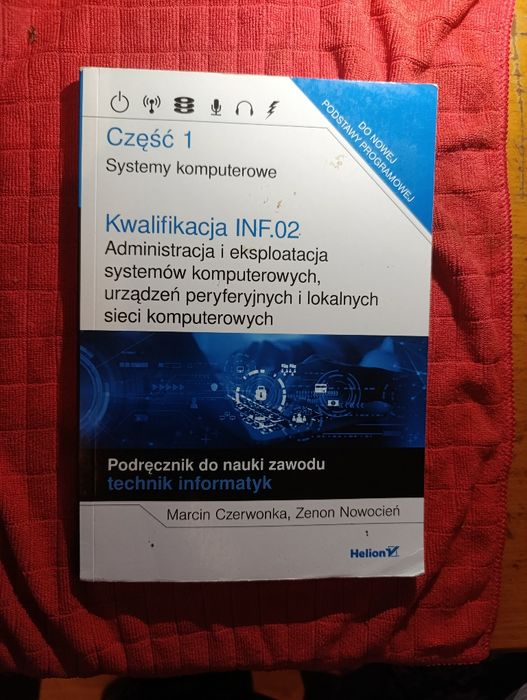 DO NOWEJ
PODSTAWY PROGRAMOWEJ
Część 1
Systemy komputerowe
Kwalifikacja INF.02
Administracja i eksploatacja
systemów komputerowych,
urządzeń peryferyjnych i lokalnych
sieci komputerowych
Podręcznik do nauki zawodu
technik informatyk
Marcin Czerwonka, Zenon Nowocień
Helion